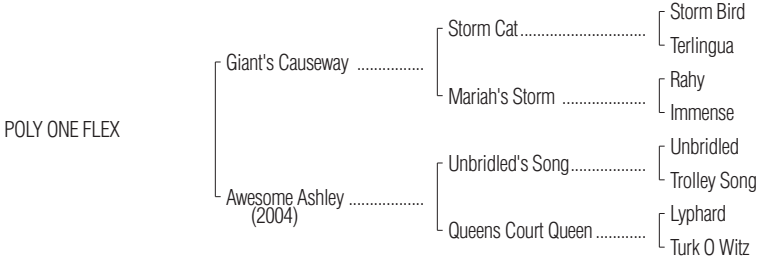 Storm Bird
Storm Cat..............................
Terlingua
Giant's Causeway ................
Rahy
Mariah's Storm ....................
Immense
POLY ONE FLEX
Unbridled
Unbridled's Song..................
Trolley Song
Awesome Ashley ..................
(2004)
Lyphard
Queens Court Queen ............
Turk O Witz